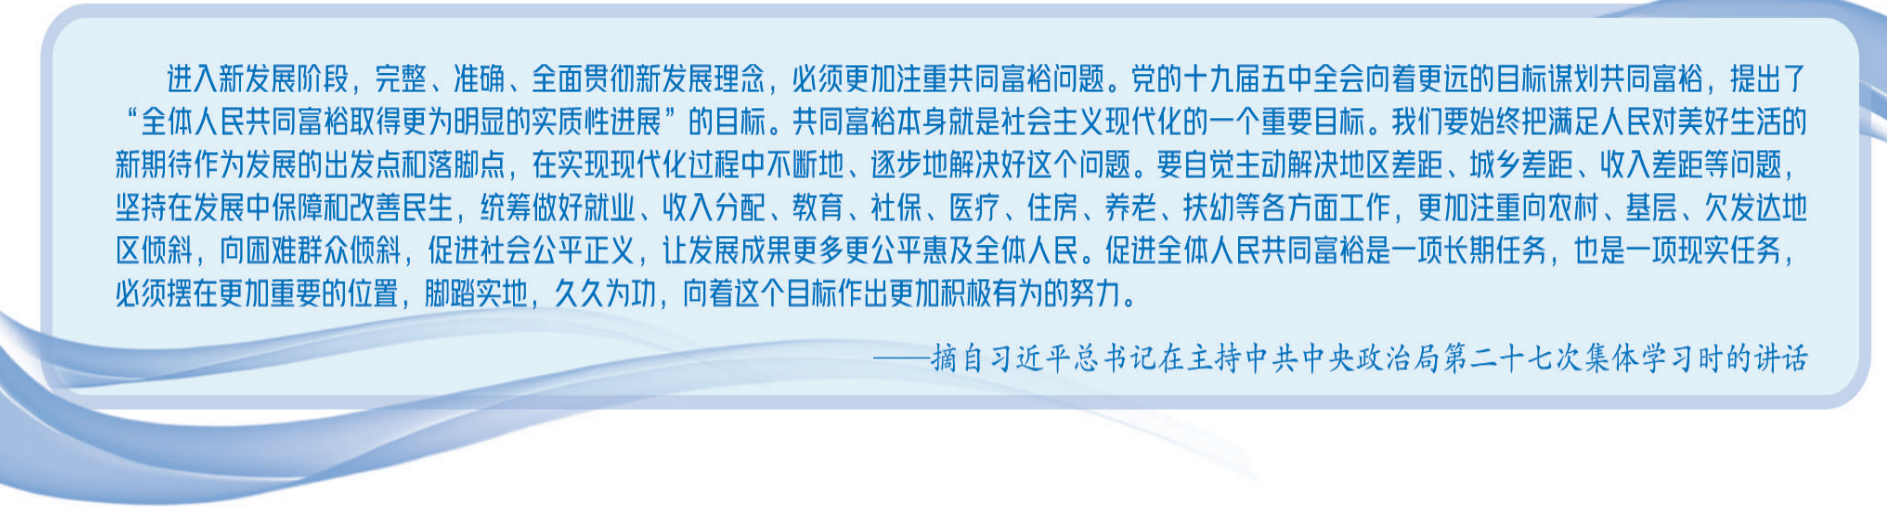 进入新发展阶段，完整、准确、全面贯彻新发展理念，必须更加注重共同富裕问题。党的十九届五中全会向着更远的目标谋划共同富裕，提出了
“全体人民共同富裕取得更为明显的实质性进展”的目标。共同富裕本身就是社会主义现代化的一个重要目标。我们要始终把满足人民对美好生活的
新期待作为发展的出发点和落脚点，在实现现代化过程中不断地、逐步地解决好这个问题。要自觉主动解决地区差距、城乡差距、收入差距等问题，
坚持在发展中保障和改善民生，统筹做好就业、收入分配、教育、社保、医疗、住房、养老、扶幼等各方面工作，更加注重向农村、基层、欠发达地
区倾斜，向困难群众倾斜，促进社会公平正义，让发展成果更多更公平惠及全体人民。促进全体人民共同富裕是一项长期任务，也是一项现实任务，
必须摆在更加重要的位置，脚踏实地，久久为功，向着这个目标作出更加积极有为的努力。
——摘自习近平总书记在主持中共中央政治局第二十七次集体学习时的讲话